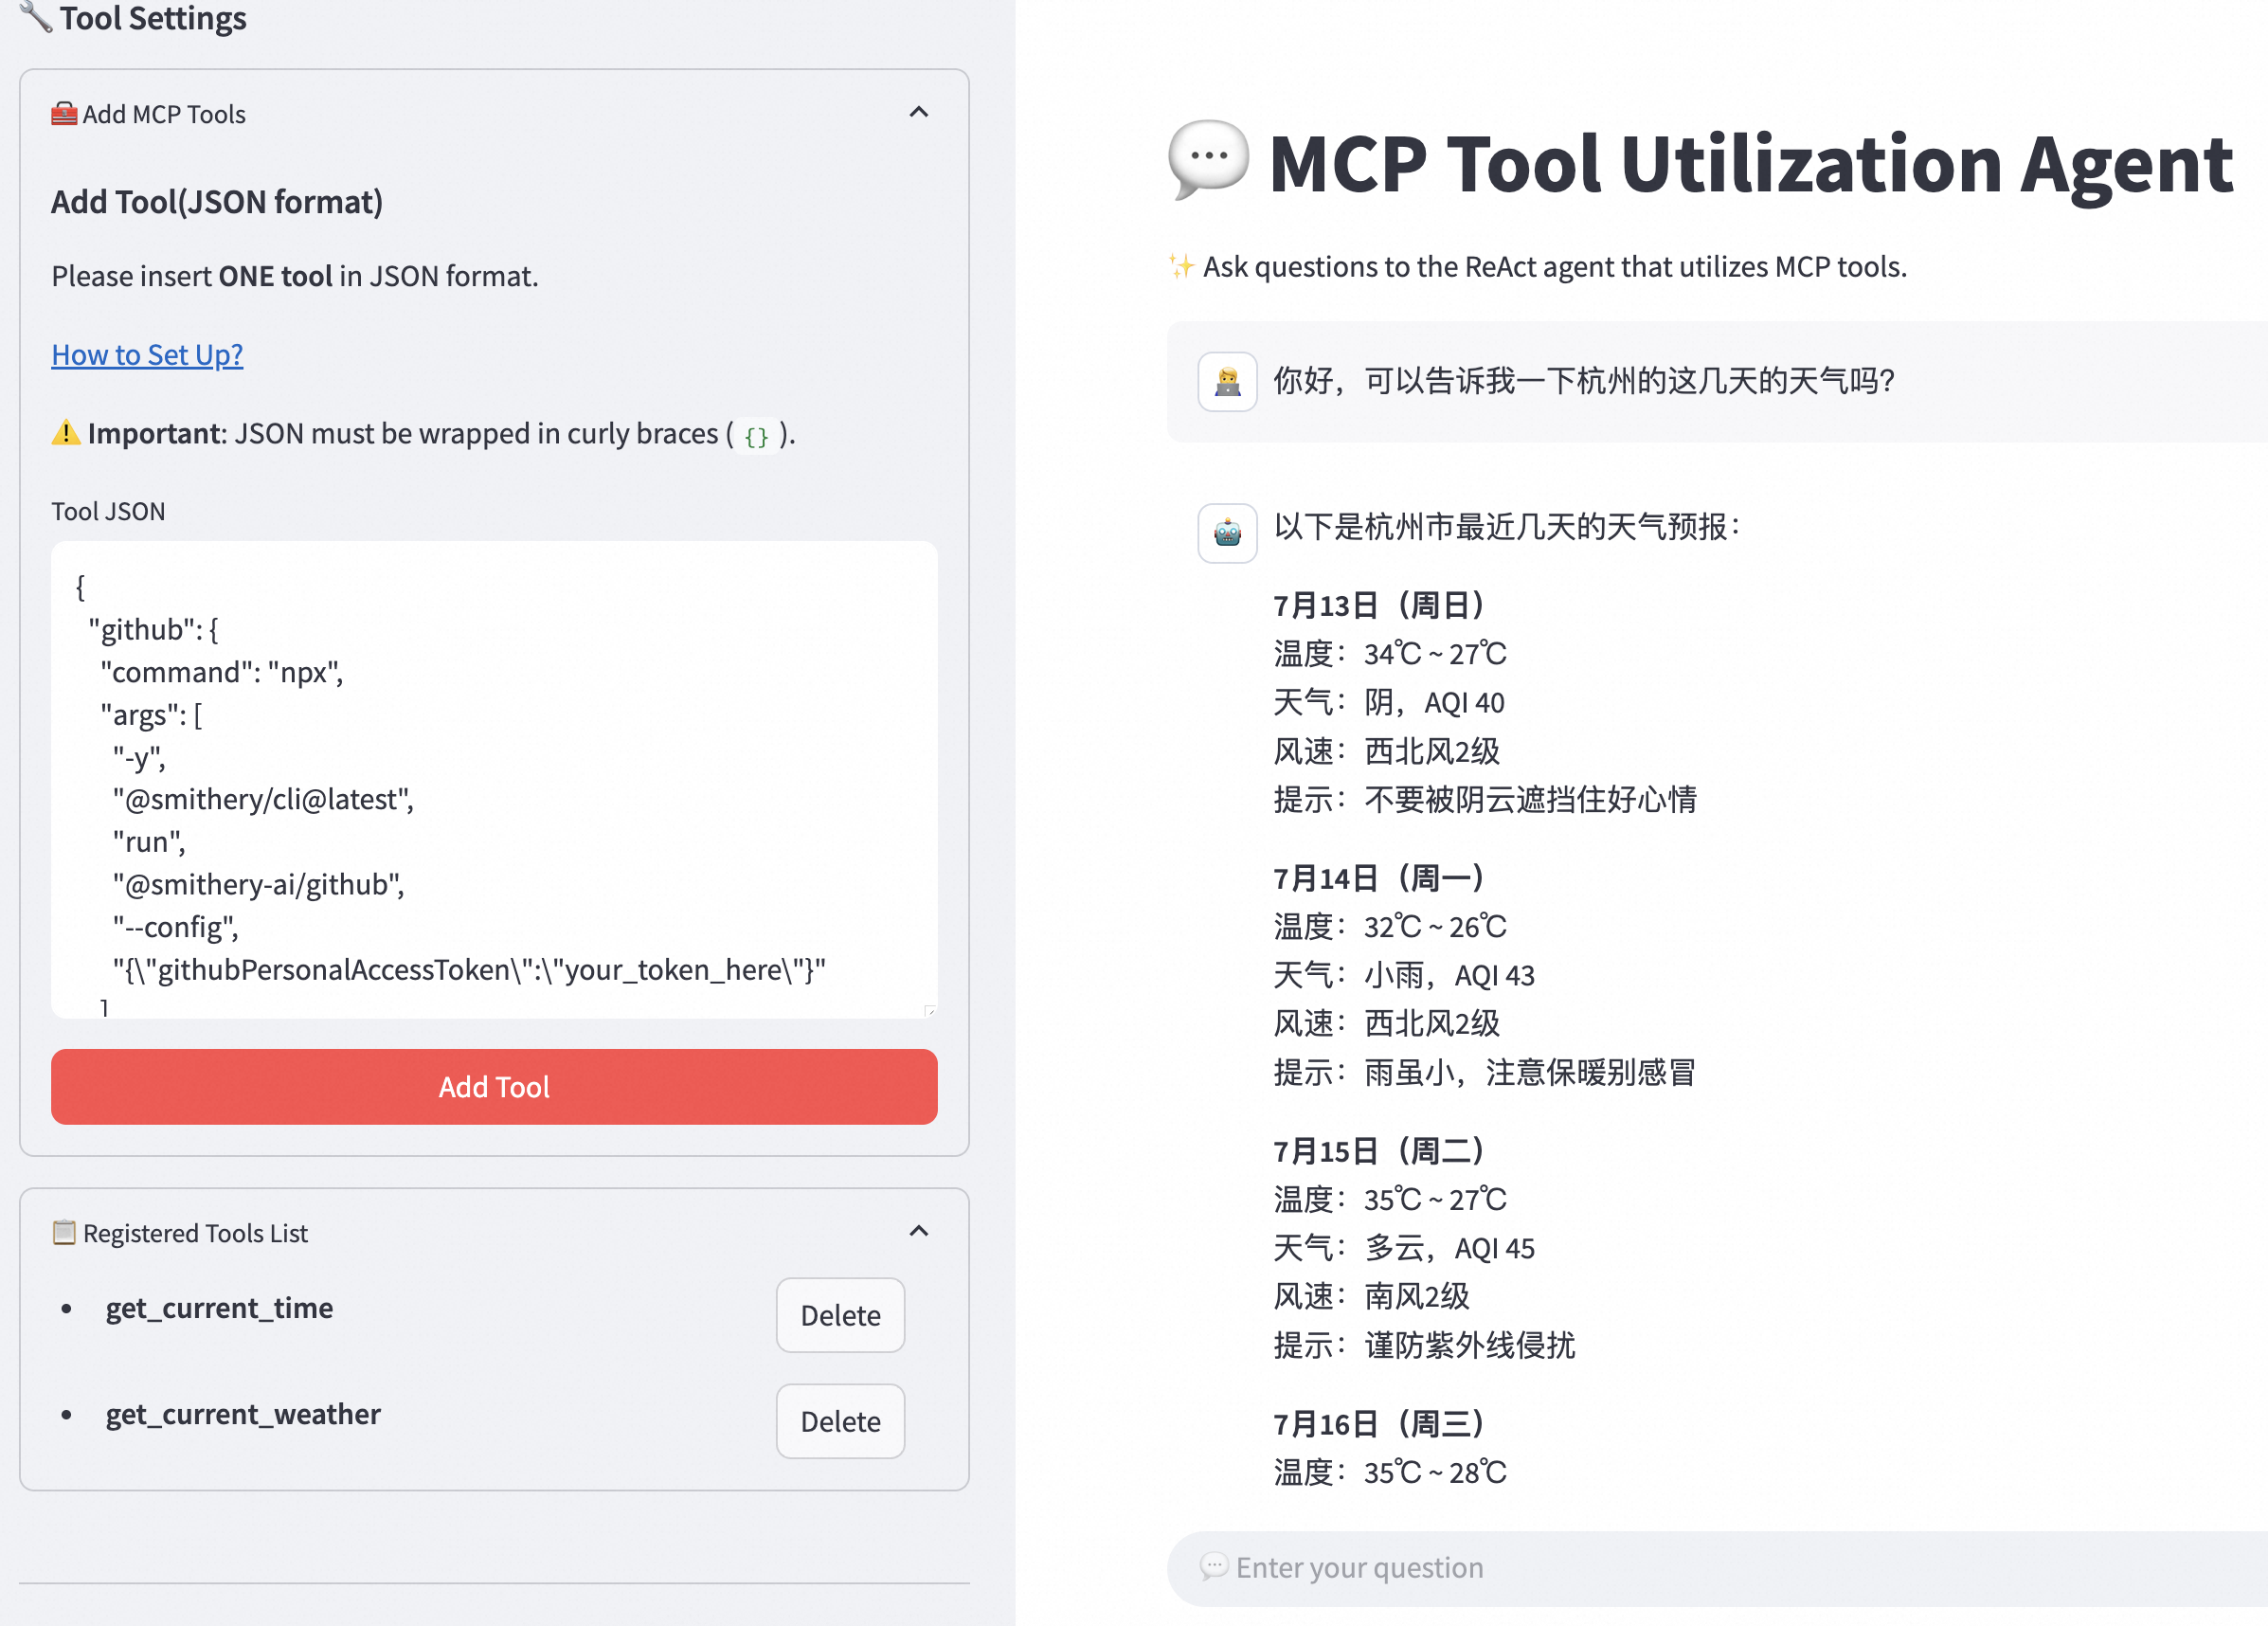 Tool Settings
Add MCP Tools
Add Tool(JSON format)
Please insert ONE tool in JSON format.
How to Set Up?
Important: JSON must be wrapped in curly braces ( {} ).
Tool JSON
{
"github": {
"command": "npx",
"args": [
"-y",
"@smithery/cli@latest",
"run",
"@smithery-ai/github",
"--config",
"{\"githubPersonalAccessToken\":\"your_token_here\"}"
]
Add Tool
Registered Tools List
get_current_time
Delete
get_current_weather
Delete
MCP Tool Utilization Agent
Ask questions to the ReAct agent that utilizes MCP tools.
你好，可以告诉我一下杭州的这几天的天气吗?
以下是杭州市最近几天的天气预报：
7月13日（周日）
温度：34℃ ~ 27℃
天气：阴，AQI 40
风速：西北风2级
提示：不要被阴云遮挡住好心情
7月14日（周一）
温度：32℃ ~ 26℃
天气：小雨，AQI 43
风速：西北风2级
提示：雨虽小，注意保暖别感冒
7月15日（周二）
温度：35℃ ~ 27℃
天气：多云，AQI 45
风速：南风2级
提示：谨防紫外线侵扰
7月16日（周三）
温度：35℃ ~ 28℃
Enter your question